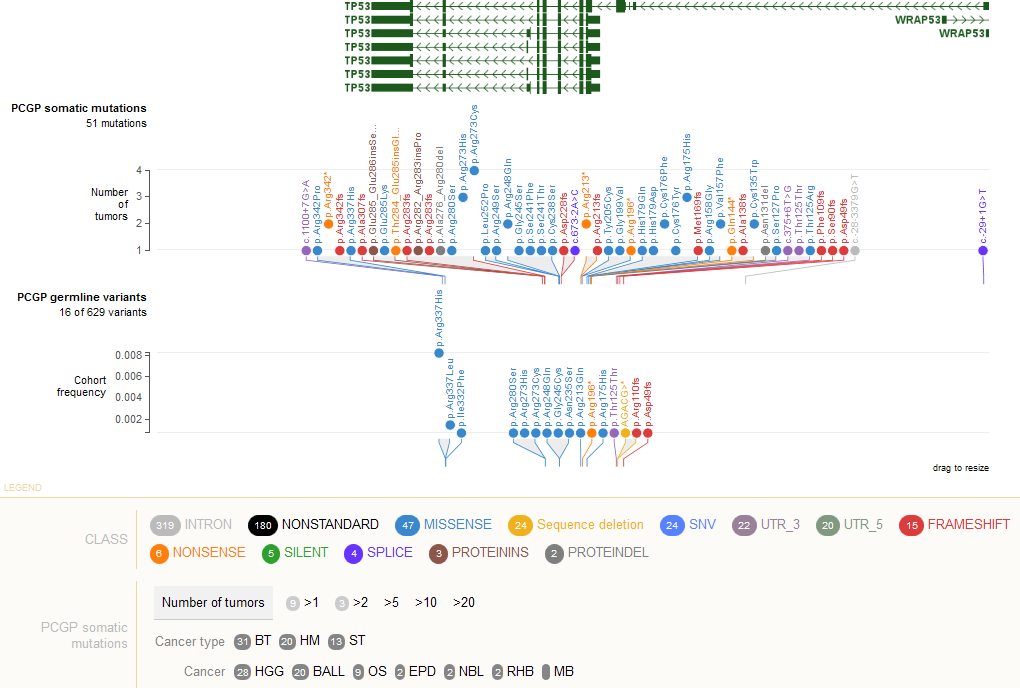 TP53
TP53 WRAP53
TP53 WRAP53
TP53
TP53
TP53
TP53
PCGP somatic mutations
51 mutations
Number
of
tumors
4
3
2
1
c.1100+7G>A
p.Arg342Pro
p.Arg342*
p.Arg342fs
p.Arg337His
p.Ala307fs
p.Glu285_Glu286insSe...
p.Glu285Lys
p.Thr284_Glu285insGl...
p.Arg283fs
p.Arg282_Arg283insPro
p.Arg283fs
p.Ala276_Arg280del
p.Arg280Ser
p.Arg273His
p.Arg273Cys
p.Leu252Pro
p.Arg249Ser
p.Arg248Gln
p.Gly245Ser
p.Ser241Phe
p.Ser241Thr
p.Cys238Ser
p.Asp228fs
c.673-2A>C
p.Arg213*
p.Arg213fs
p.Tyr205Cys
p.Gly199Val
p.Arg196*
p.His179Gln
p.His179Asp
p.Cys176Phe
p.Cys176Tyr
p.Arg175His
p.Met169fs
p.Arg158Gly
p.Val157Phe
p.Gln144*
p.Ala138fs
p.Cys135Trp
p.Asn131del
p.Ser127Pro
c.375+8T>G
p.Thr125Thr
p.Thr125Arg
p.Phe109fs
p.Ser90fs
p.Asp49fs
c.-28-3379G>T
c.-29+1G>T
PCGP germline variants
16 of 629 variants
Cohort
frequency
0.008
0.006
0.004
0.002
p.Arg337His
p.Arg337Leu
p.Ile332Phe
p.Arg280Ser
p.Arg273His
p.Arg273Cys
p.Arg248Gln
p.Gly245Cys
p.Asn235Ser
p.Arg213Gln
p.Arg196*
p.Arg175His
p.Thr125Thr
AGACG>*
p.Arg110fs
p.Asp49fs
drag to resize
LEGEND
CLASS
319 INTRON 180 NONSTANDARD 47 MISSENSE 24 Sequence deletion 24 SNV 22 UTR_3 20 UTR_5 15 FRAMESHIFT
6 NONSENSE 5 SILENT 4 SPLICE 3 PROTEININS 2 PROTEINDEL
PCGP somatic
mutations
Number of tumors 9 >1 3 >2 >5 >10 >20
Cancer type 31 BT 20 HM 13 ST
Cancer 28 HGG 20 BALL 9 OS 2 EPD 2 NBL 2 RHB MB